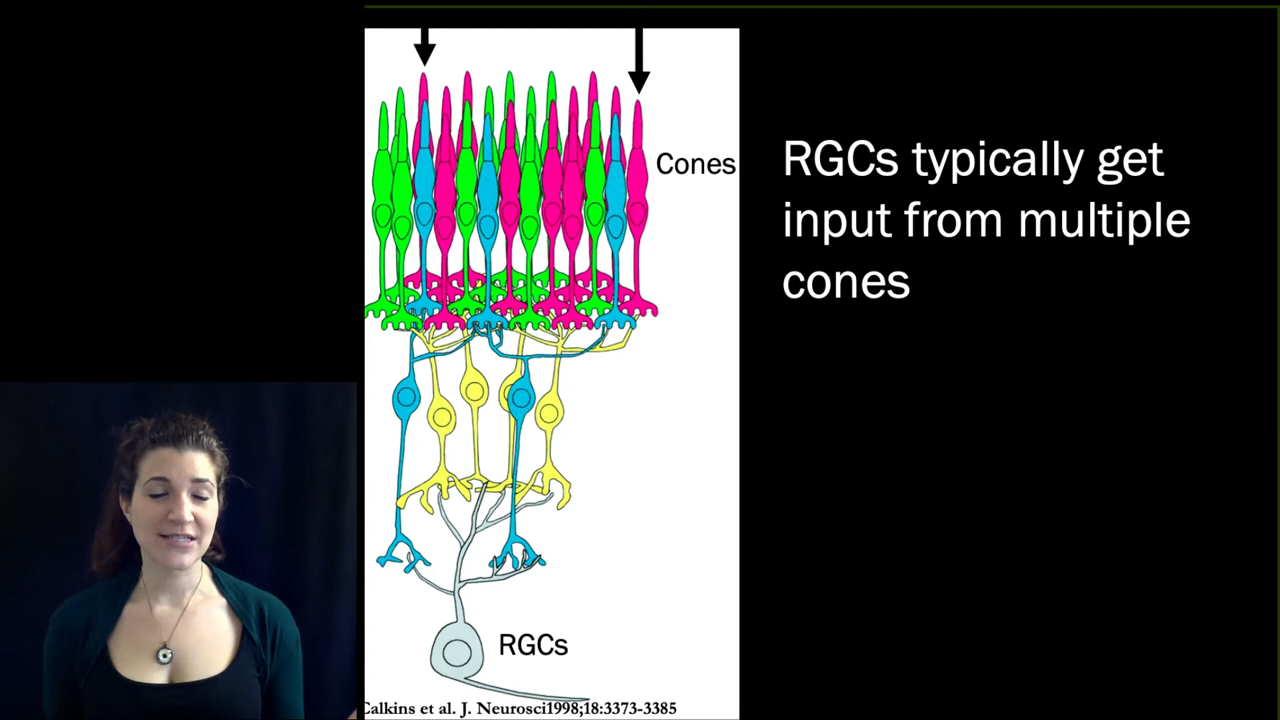 Cones
RGCs typically get
input from multiple
cones
RGCs
Calkins et al. J. Neurosci1998;18:3373-3385